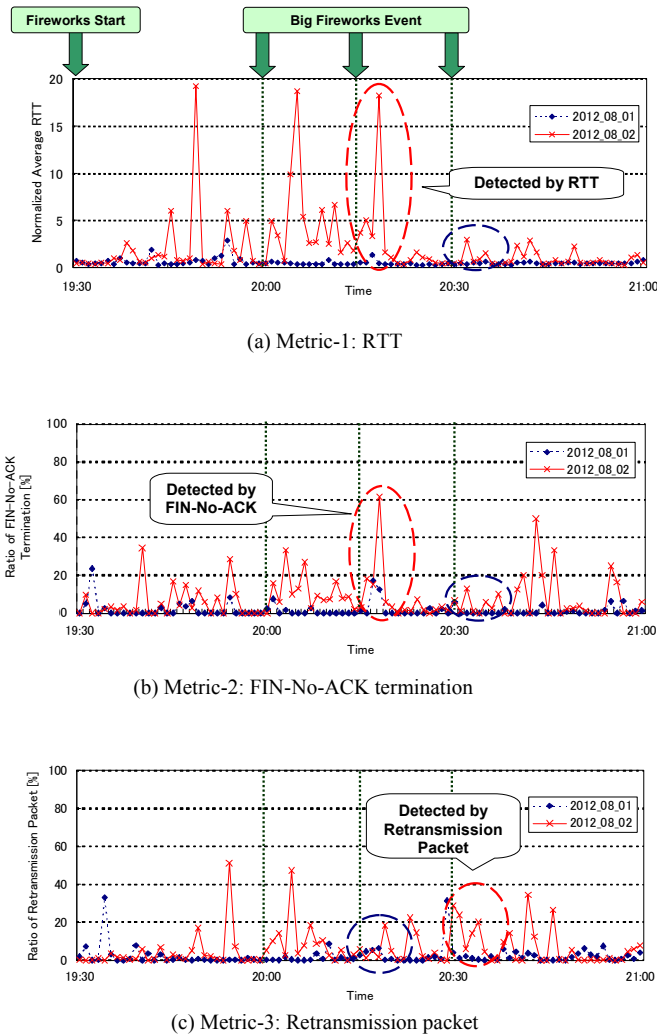 Fireworks Start
Big Fireworks Event
20
15
10
5
0
Normalized Average RTT
2012_08_01
2012_08_02
Detected by RTT
19:30
20:00
20:30
21:00
Time
(a) Metric-1: RTT
100
80
60
40
20
0
Ratio of FIN-No-ACK
Termination [%]
2012_08_01
2012_08_02
Detected by
FIN-No-ACK
19:30
20:00
20:30
21:00
Time
(b) Metric-2: FIN-No-ACK termination
100
80
60
40
20
0
Ratio of Retransmission Packet [%]
2012_08_01
2012_08_02
Detected by
Retransmission
Packet
19:30
20:00
20:30
21:00
Time
(c) Metric-3: Retransmission packet